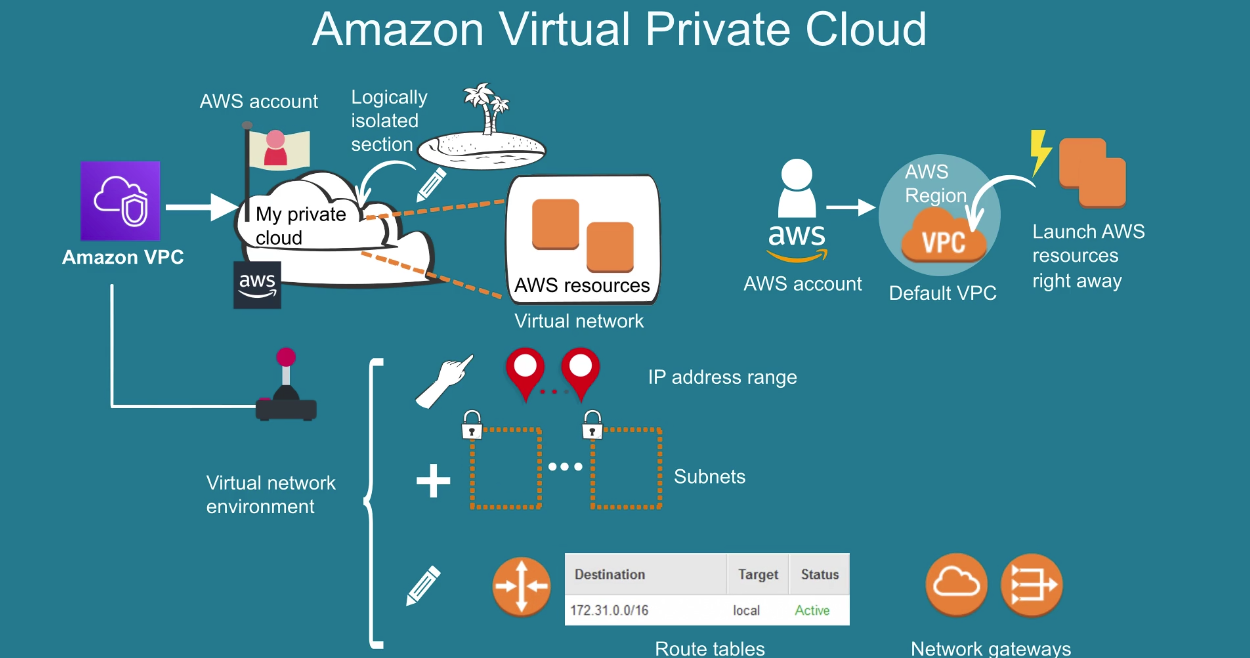 Amazon Virtual Private Cloud
AWS account
Logically
isolated
section
My private
cloud
Amazon VPC
aws
AWS resources
Virtual network
aws
AWS account
AWS
Region
VPC
Default VPC
Launch AWS
resources
right away
Virtual network
environment
IP address range
Subnets
Destination Target Status
172.31.0.0/16 local Active
Route tables
Network gateways